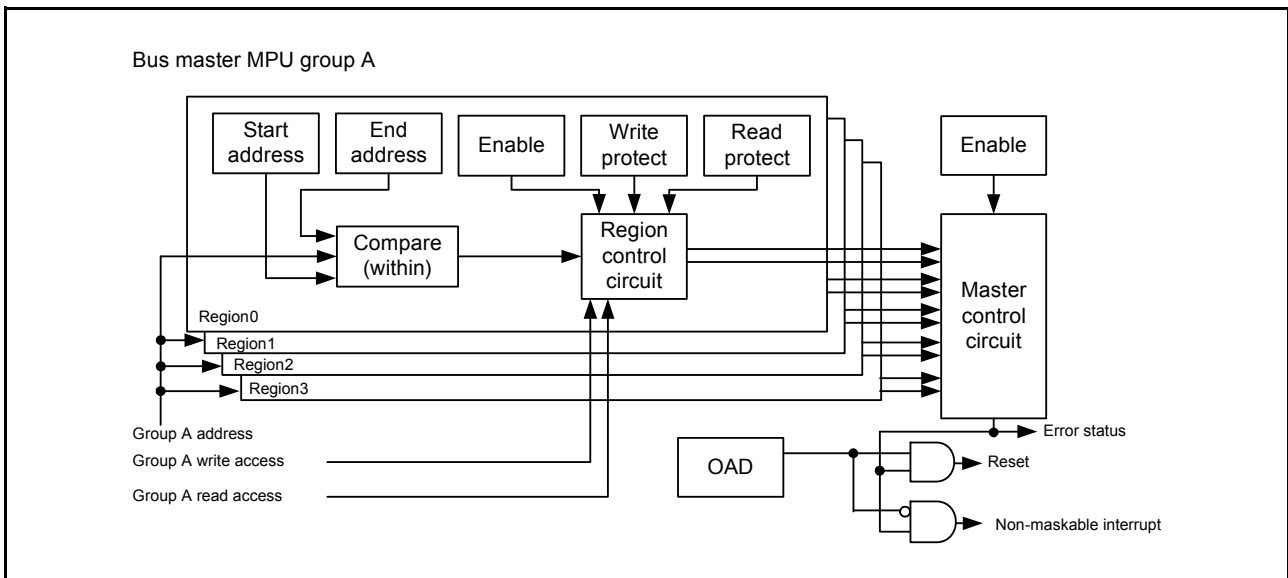 Bus master MPU group A
Start
address
End
address
Enable
Write
protect
Read
protect
Enable
Compare
(within)
Region
control
circuit
Master
control
circuit
Region0
Region1
Region2
Region3
Group A address
Group A write access
Group A read access
OAD
Error status
Reset
Non-maskable interrupt